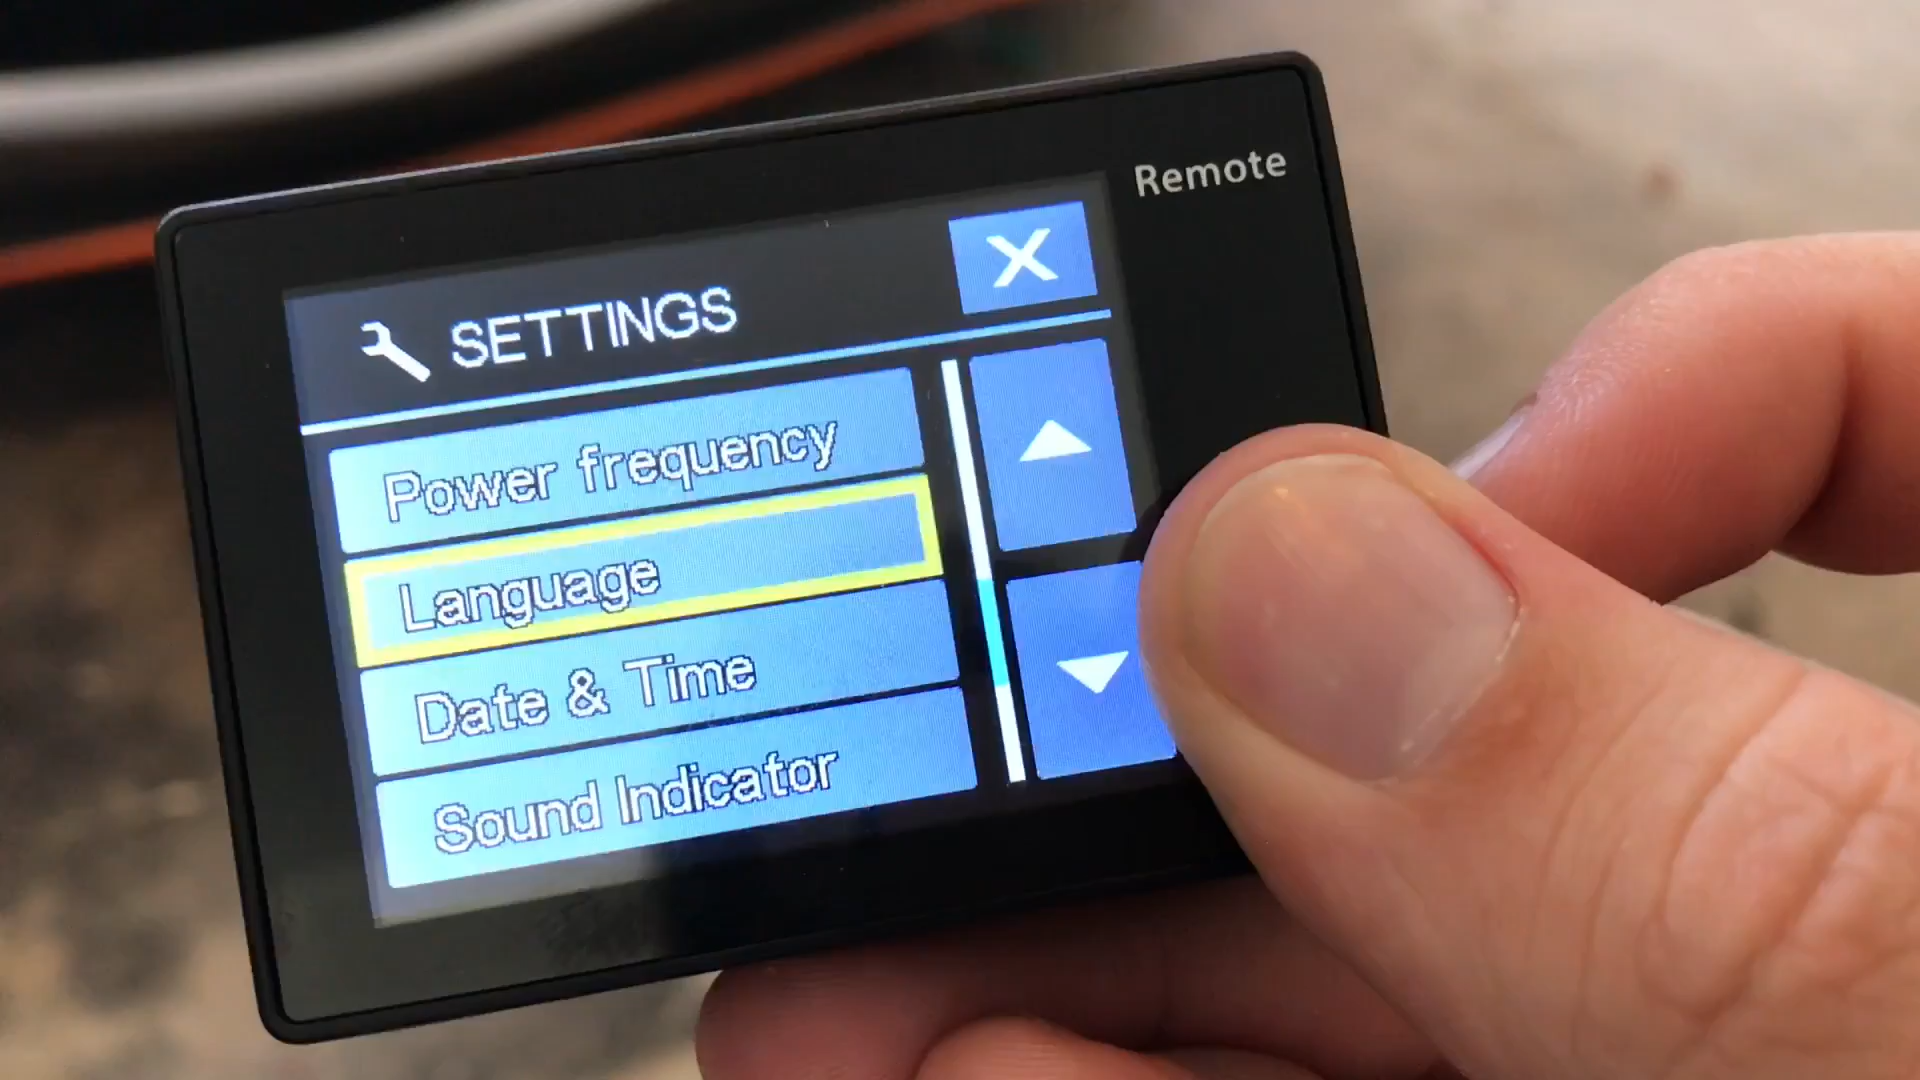 Remote
SETTINGS
Power frequency
Language
Date & Time
Sound Indicator